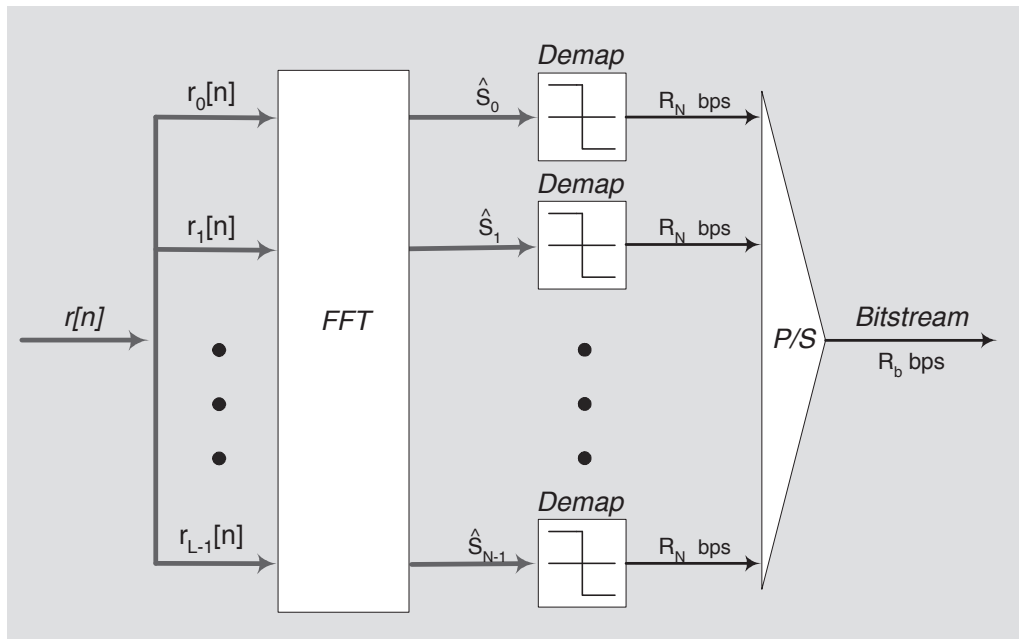 Demap
r₀[n]
Ŝ₀
R_N bps
Demap
r₁[n]
Ŝ₁
R_N bps
r[n]
FFT
P/S
Bitstream
R_b bps
Demap
r_{L-1}[n]
Ŝ_{N-1}
R_N bps